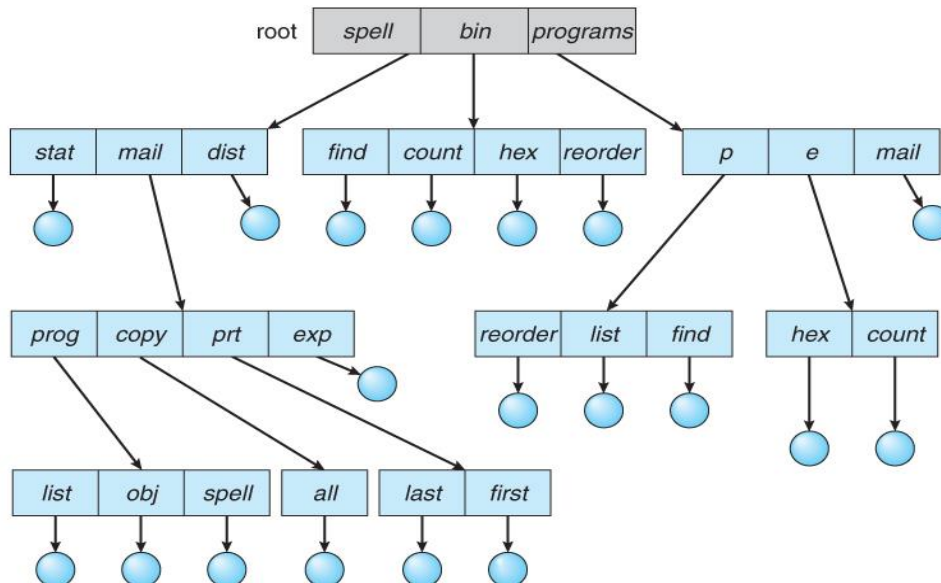 root spell bin programs
stat mail dist find count hex reorder p e mail
prog copy prt exp reorder list find hex count
list obj spell all last first